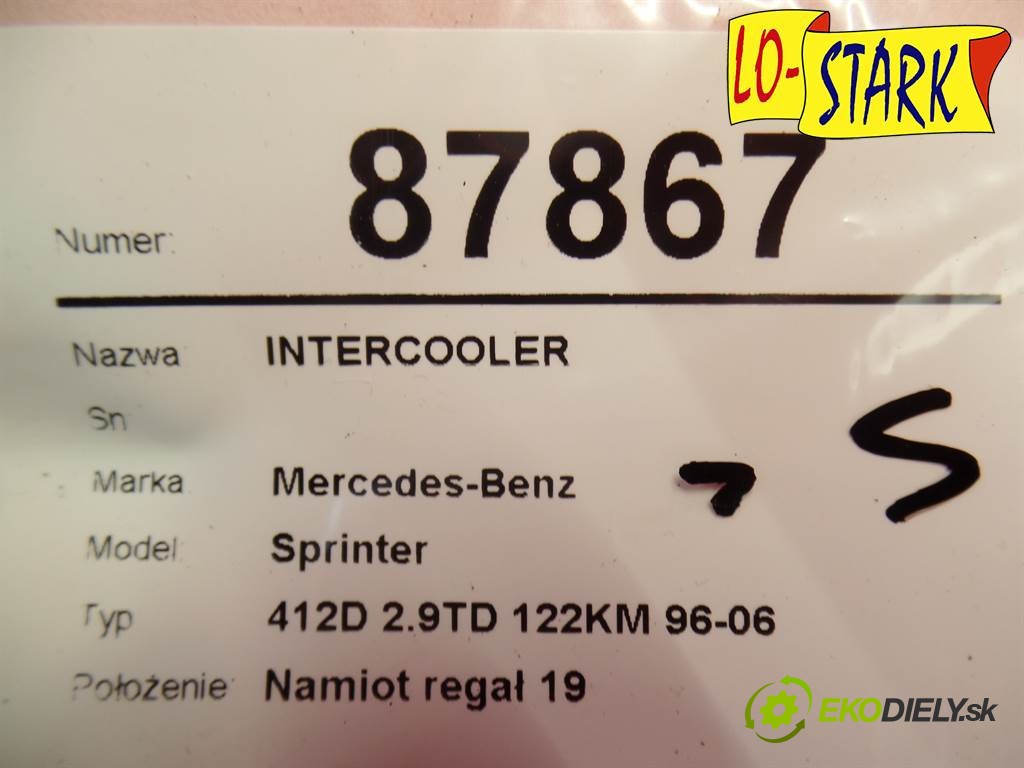 LO-STARK
Numer: 87867
Nazwa INTERCOOLER
Sn
Marka Mercedes-Benz
Model Sprinter
Typ 412D 2.9TD 122KM 96-06
Położenie Namiot regał 19
EKODIELY.sk